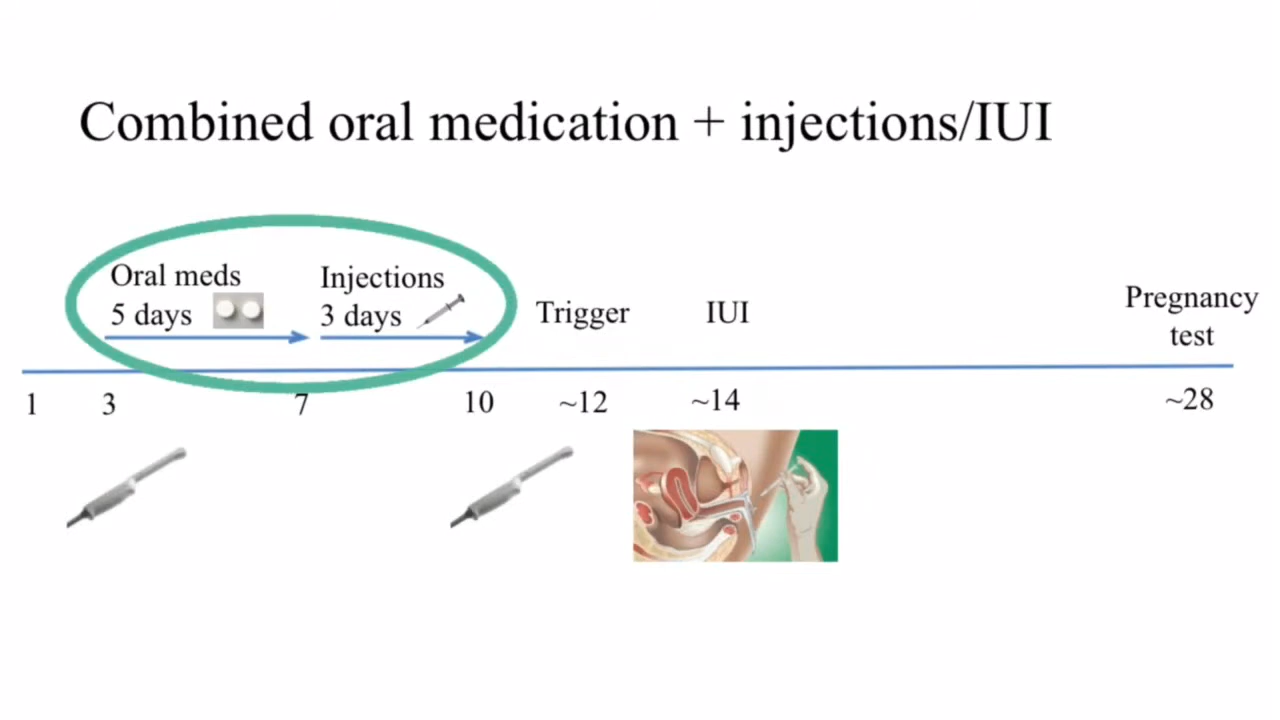 Combined oral medication + injections/IUI
Oral meds
5 days
Injections
3 days
Trigger
IUI
Pregnancy
test
1
3
7
10
~12
~14
~28